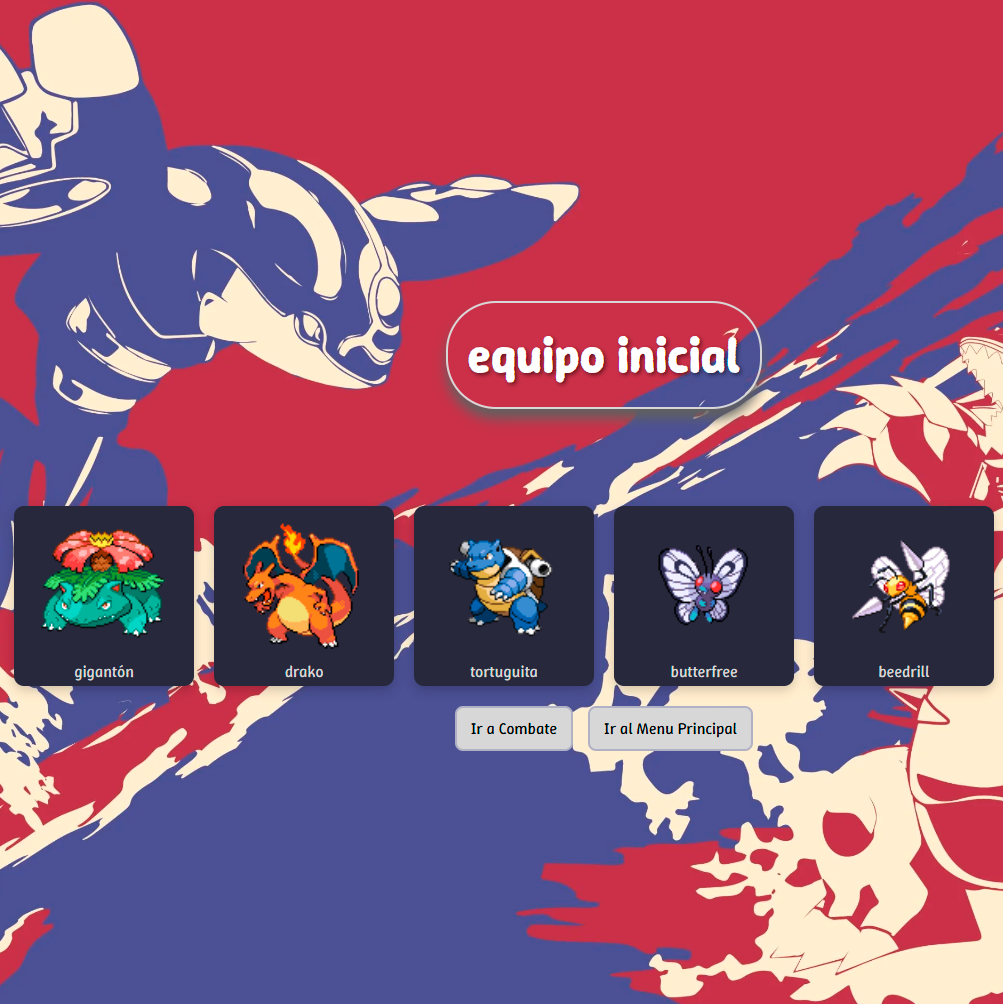 equipo inicial
gigantón
drako
tortuguita
butterfree
beedrill
Ir a Combate
Ir al Menu Principal